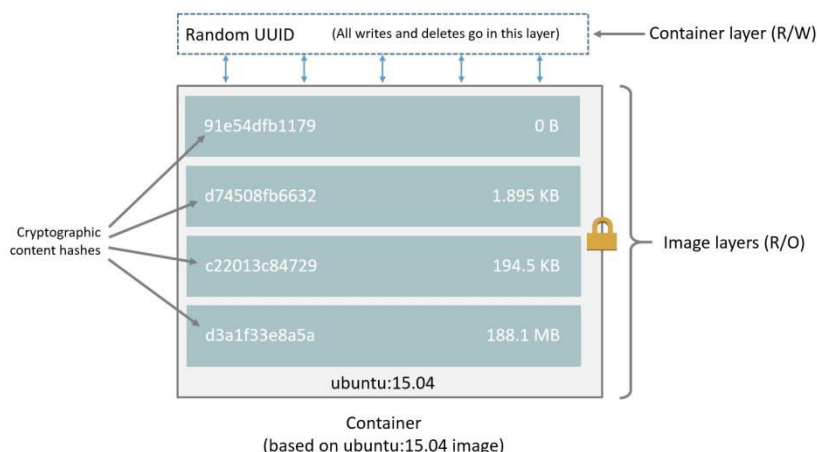 Random UUID (All writes and deletes go in this layer)
Container layer (R/W)
91e54dfb1179 0 B
d74508fb6632 1.895 KB
Cryptographic
content hashes
c22013c84729 194.5 KB
Image layers (R/O)
d3a1f33e8a5a 188.1 MB
ubuntu:15.04
Container
(based on ubuntu:15.04 image)